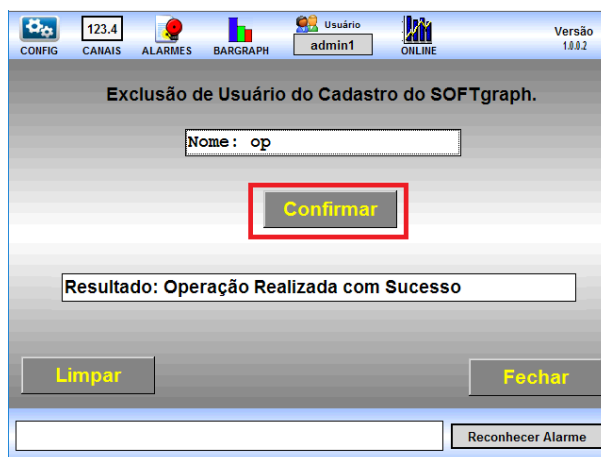 123.4
Usuário
admin1
Versão
1.0.0.2
CONFIG CANAIS ALARMES BARGRAPH ONLINE
Exclusão de Usuário do Cadastro do SOFTgraph.
Nome: op
Confirmar
Resultado: Operação Realizada com Sucesso
Limpar
Fechar
Reconhecer Alarme